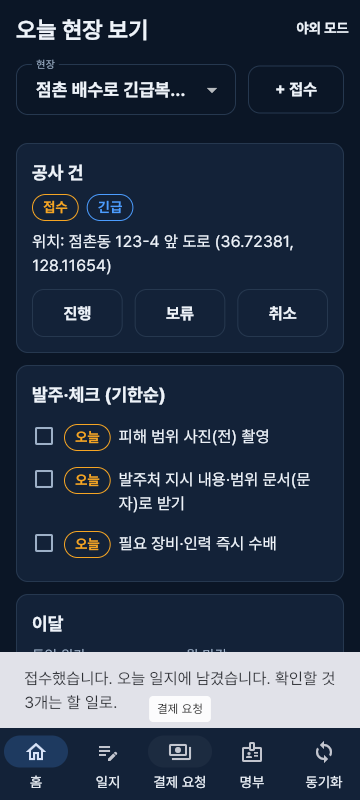 오늘 현장 보기
야외 모드
현장
점촌 배수로 긴급복...
+ 접수
공사 건
접수 긴급
위치: 점촌동 123-4 앞 도로 (36.72381,
128.11654)
진행 보류 취소
발주·체크 (기한순)
오늘 피해 범위 사진(전) 촬영
오늘 발주처 지시 내용·범위 문서(문
자)로 받기
오늘 필요 장비·인력 즉시 수배
이달
접수했습니다. 오늘 일지에 남겼습니다. 확인할 것
3개는 할 일로.
결제 요청
홈 일지 결제 요청 명부 동기화